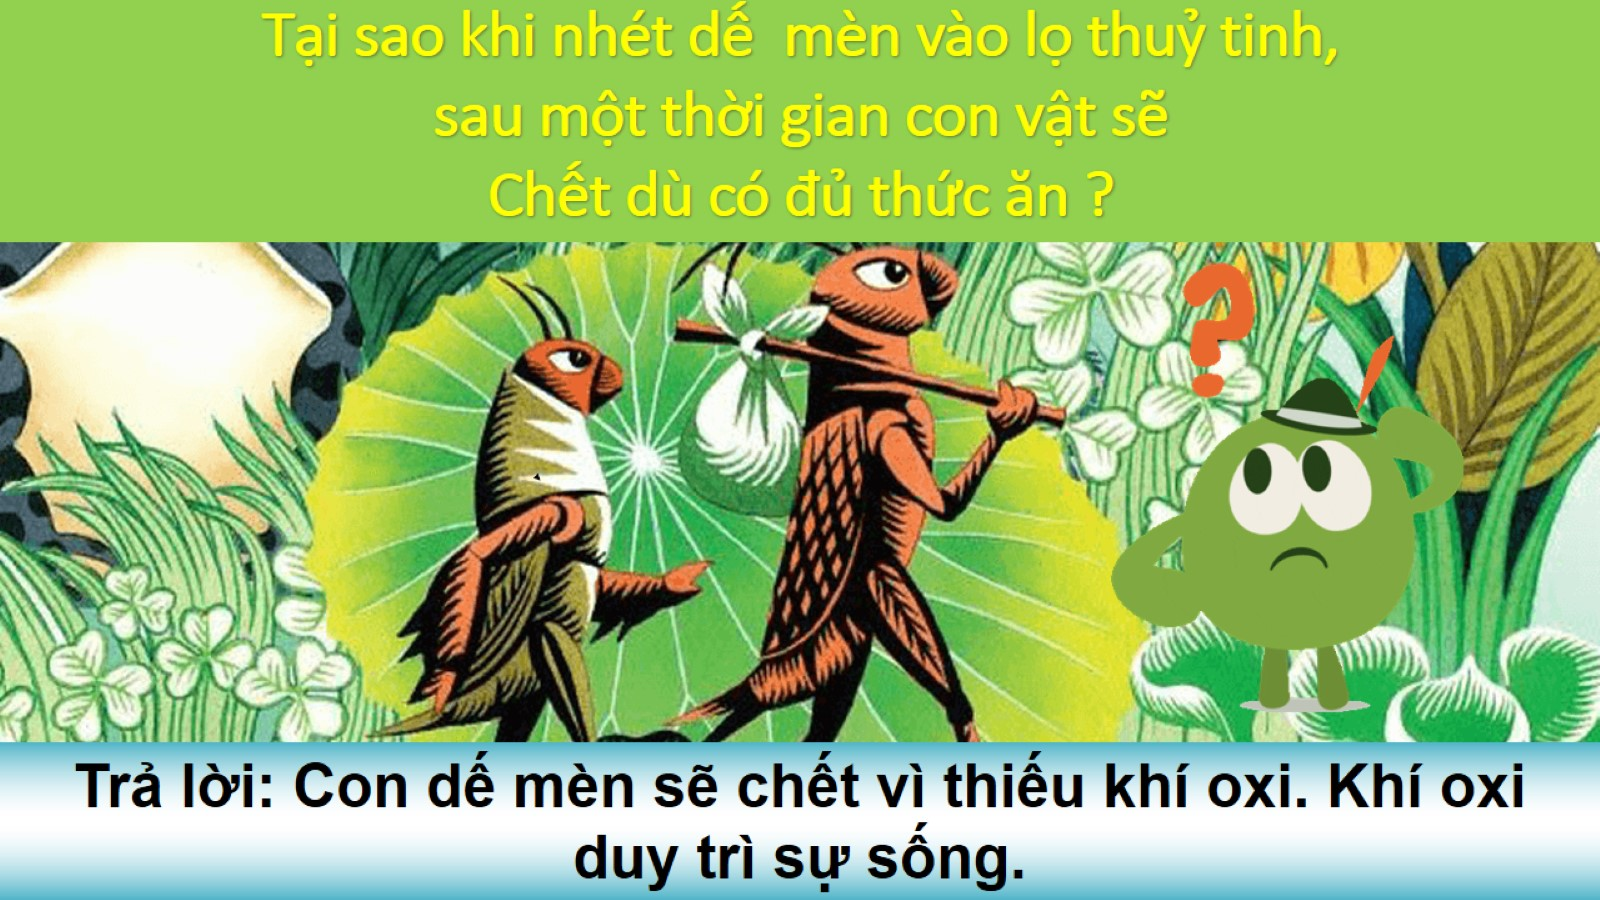 Tại sao khi nhét dế mèn vào lọ thuỷ tinh,
sau một thời gian con vật sẽ
Chết dù có đủ thức ăn ?
?
Trả lời: Con dế mèn sẽ chết vì thiếu khí oxi. Khí oxi
duy trì sự sống.